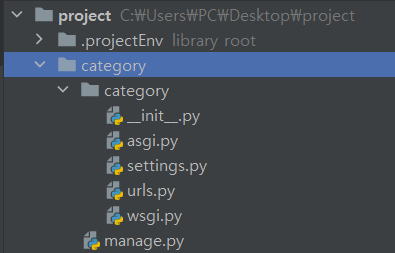 project C:₩Users₩PC₩Desktop₩project
.projectEnv library root
category
category
__init__.py
asgi.py
settings.py
urls.py
wsgi.py
manage.py